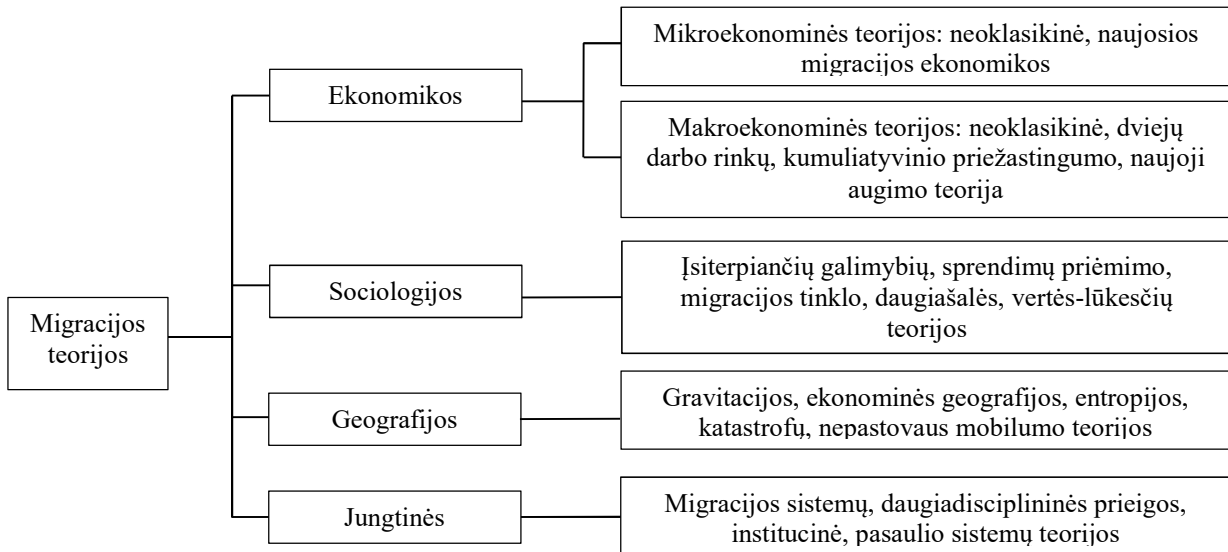 Migracijos
teorijos
Ekonomikos
Mikroekonominės teorijos: neoklasikinė, naujosios
migracijos ekonomikos
Makroekonominės teorijos: neoklasikinė, dviejų
darbo rinkų, kumuliatyvinio priežastingumo, naujoji
augimo teorija
Sociologijos
Įsiterpiančių galimybių, sprendimų priėmimo,
migracijos tinklo, daugiašalės, vertės-lūkesčių
teorijos
Geografijos
Gravitacijos, ekonominės geografijos, entropijos,
katastrofų, nepastovaus mobilumo teorijos
Jungtinės
Migracijos sistemų, daugiadisciplininės prieigos,
institucinė, pasaulio sistemų teorijos